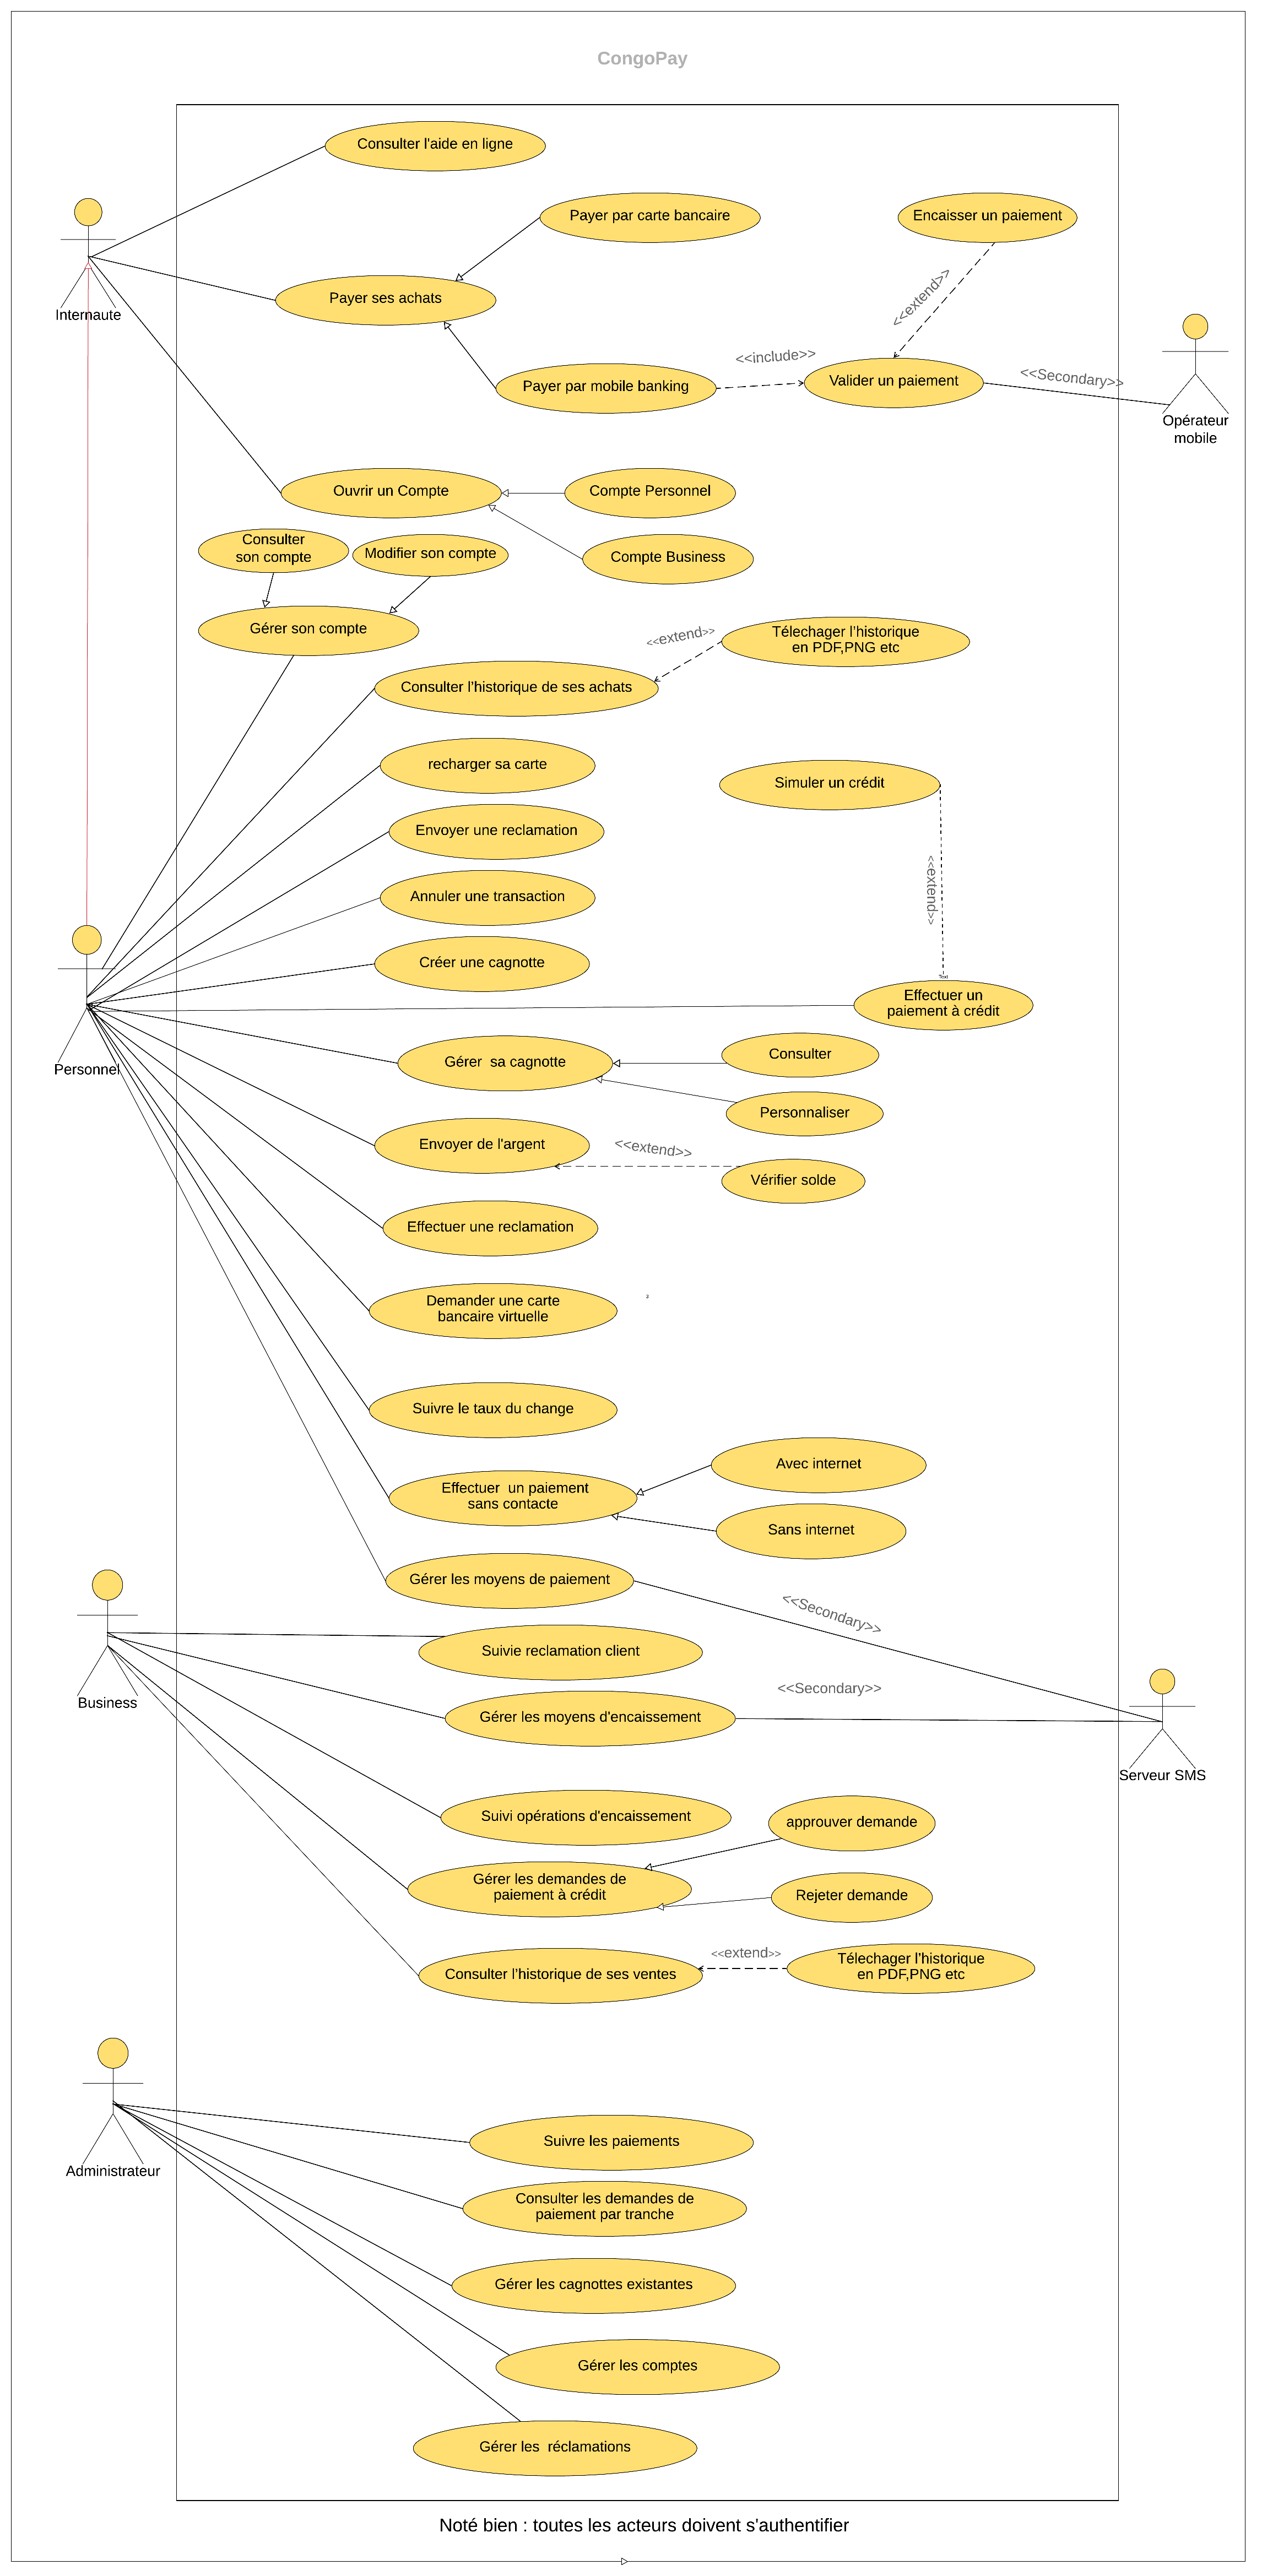 CongoPay
Consulter l'aide en ligne
Payer par carte bancaire
Encaisser un paiement
<<extend>>
Internaute
Payer ses achats
<<include>>
Payer par mobile banking
Valider un paiement
<<Secondary>>
Opérateur
mobile
Ouvrir un Compte
Compte Personnel
Consulter
son compte
Modifier son compte
Compte Business
Gérer son compte
<<extend>>
Télechager l'historique
en PDF,PNG etc
Consulter l'historique de ses achats
recharger sa carte
Simuler un crédit
Envoyer une reclamation
<<extend>>
Annuler une transaction
Créer une cagnotte
Text
Effectuer un
paiement à crédit
Personnel
Gérer  sa cagnotte
Consulter
Personnaliser
Envoyer de l'argent
<<extend>>
Vérifier solde
Effectuer une reclamation
Demander une carte
bancaire virtuelle
2
Suivre le taux du change
Avec internet
Effectuer  un paiement
sans contacte
Sans internet
Gérer les moyens de paiement
<<Secondary>>
Suivie reclamation client
Business
<<Secondary>>
Gérer les moyens d'encaissement
Serveur SMS
Suivi opérations d'encaissement
approuver demande
Gérer les demandes de
paiement à crédit
Rejeter demande
<<extend>>
Télechager l'historique
en PDF,PNG etc
Consulter l'historique de ses ventes
Administrateur
Suivre les paiements
Consulter les demandes de
paiement par tranche
Gérer les cagnottes existantes
Gérer les comptes
Gérer les  réclamations
Noté bien : toutes les acteurs doivent s'authentifier